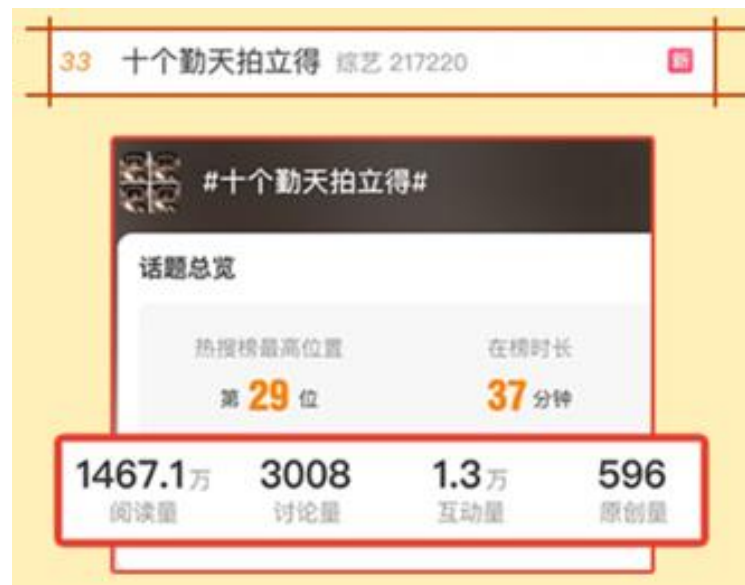 33 十个勤天拍立得 综艺 217220 新
#十个勤天拍立得#
话题总览
热搜榜最高位置 在榜时长
第 29 位 37 分钟
1467.1万 3008 1.3万 596
阅读量 讨论量 互动量 原创量